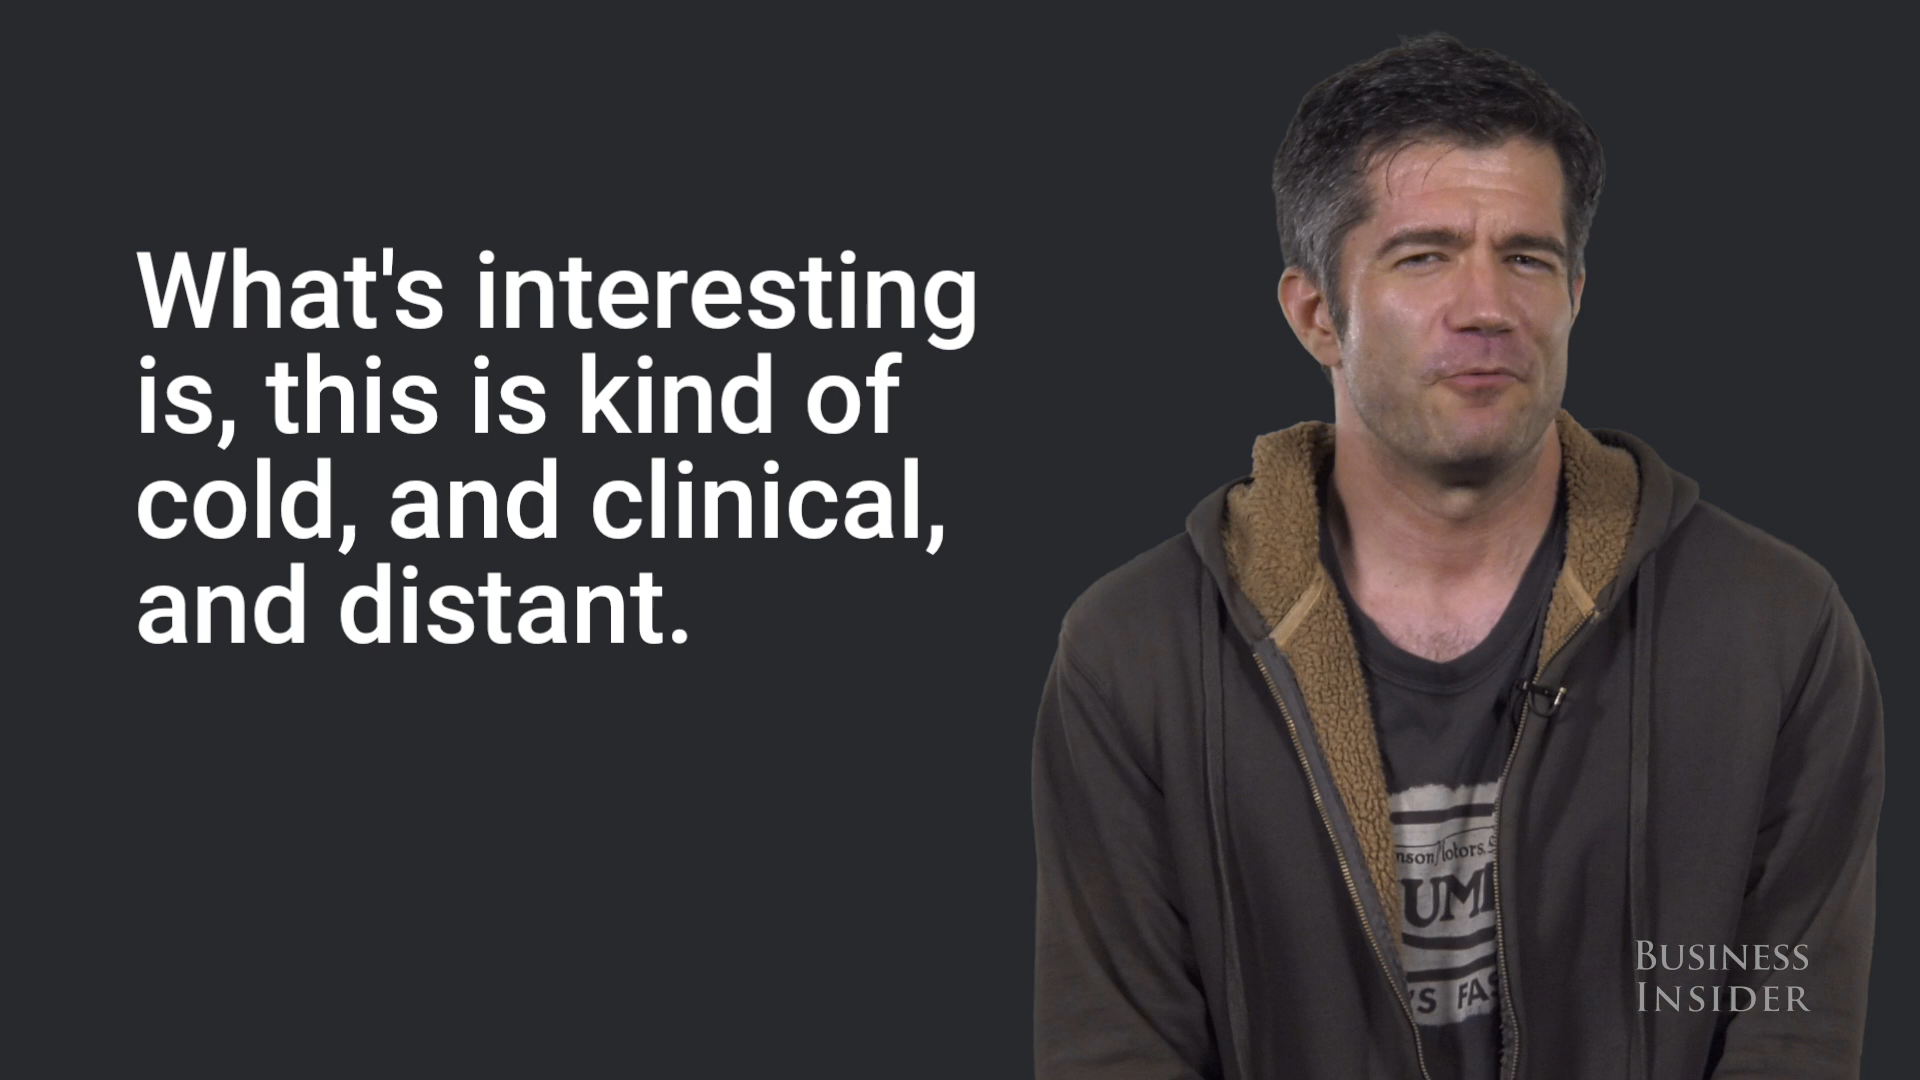 What's interesting
is, this is kind of
cold, and clinical,
and distant.
BUSINESS
INSIDER